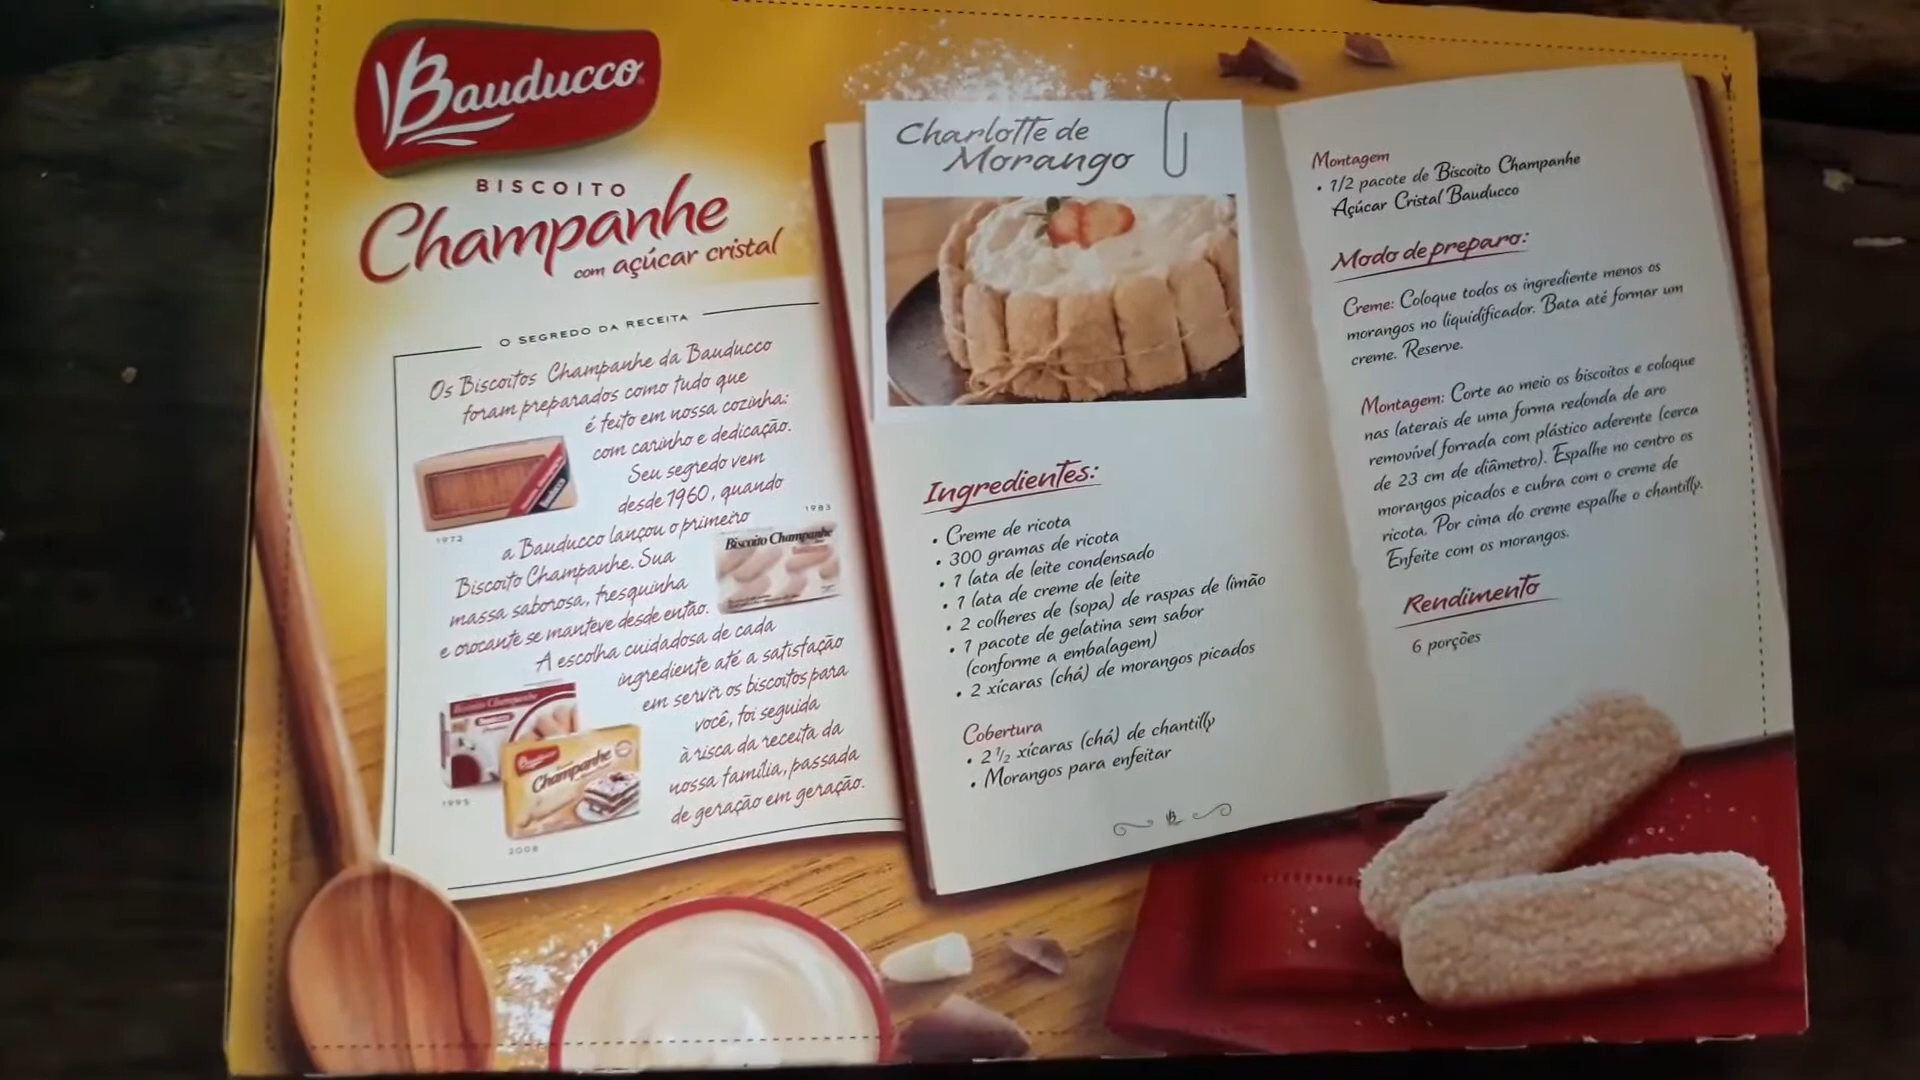 Bauducco
BISCOITO
Champanhe
com açúcar cristal
O SEGREDO DA RECEITA
Os Biscoitos Champanhe da Bauducco
foram preparados como tudo que
é feito em nossa cozinha:
com carinho e dedicação.
Seu segredo vem
desde 1960, quando
a Bauducco lançou o primeiro
Biscoito Champanhe. Sua
massa saborosa, fresquinha
e crocante se manteve desde então.
A escolha cuidadosa de cada
ingrediente até a satisfação
em servir os biscoitos para
você, foi seguida
à risca da receita da
nossa família, passada
de geração em geração.
Bauducco
1972
1983
Biscoito Champanhe
Biscoito Champanhe
Bauducco
1995
Bauducco
Champanhe
2008
Charlotte de
Morango
Ingredientes:
• Creme de ricota
• 300 gramas de ricota
• 1 lata de leite condensado
• 1 lata de creme de leite
• 2 colheres de (sopa) de raspas de limão
• 1 pacote de gelatina sem sabor
(conforme a embalagem)
• 2 xícaras (chá) de morangos picados
Cobertura
• 2 1/2 xícaras (chá) de chantilly
• Morangos para enfeitar
B
Montagem
• 1/2 pacote de Biscoito Champanhe
Açúcar Cristal Bauducco
Modo de preparo:
Creme: Coloque todos os ingrediente menos os
morangos no liquidificador. Bata até formar um
creme. Reserve.
Montagem: Corte ao meio os biscoitos e coloque
nas laterais de uma forma redonda de aro
removível forrada com plástico aderente (cerca
de 23 cm de diâmetro). Espalhe no centro os
morangos picados e cubra com o creme de
ricota. Por cima do creme espalhe o chantilly.
Enfeite com os morangos.
Rendimento
6 porções